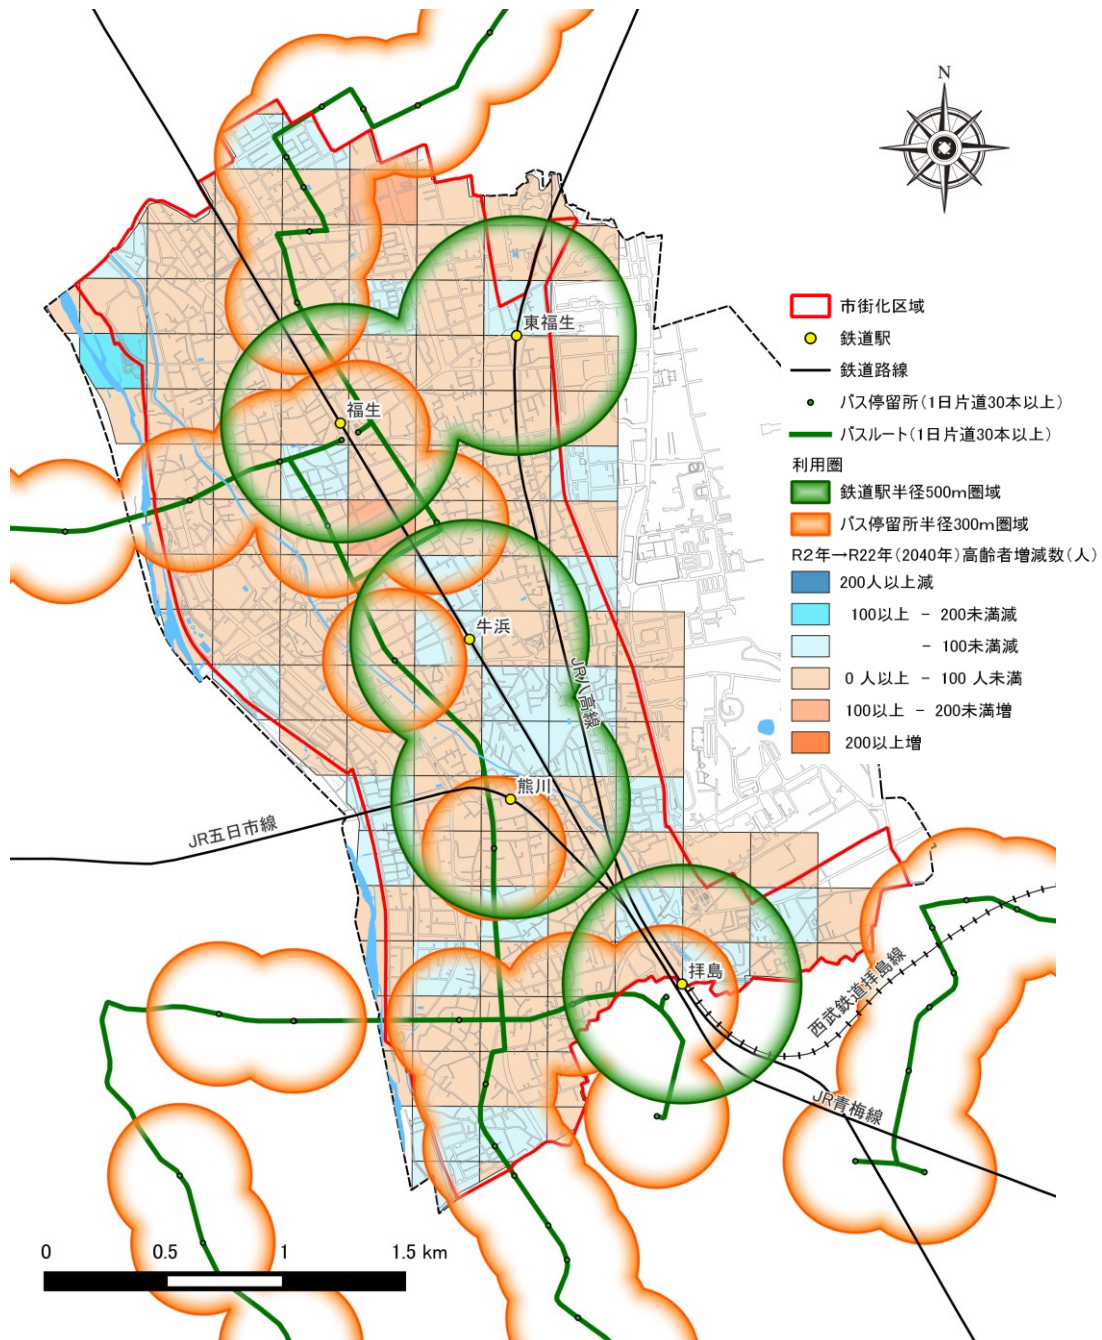 N
市街化区域
鉄道駅
鉄道路線
バス停留所(1日片道30本以上)
バスルート(1日片道30本以上)
利用圏
鉄道駅半径500m圏域
バス停留所半径300m圏域
R2年→R22年(2040年)高齢者増減数(人)
200人以上減
100以上 - 200未満減
- 100未満減
0 人以上 - 100 人未満
100以上 - 200未満増
200以上増
東福生
福生
牛浜
JR八高線
熊川
JR五日市線
拝島
西武鉄道拝島線
JR青梅線
0 0.5 1 1.5 km